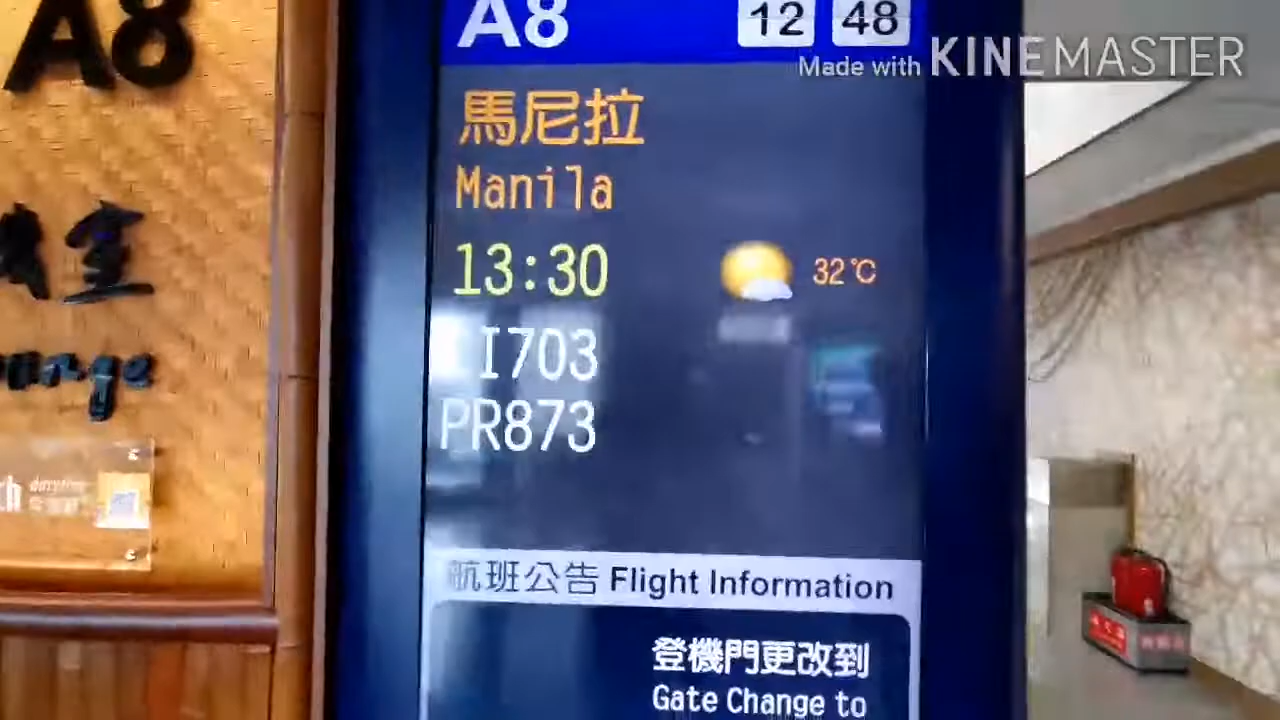 A8
A8
12 48
Made with KINEMASTER
馬尼拉
Manila
13:30
32℃
I703
PR873
室
航班公告 Flight Information
登機門更改到
Gate Change to